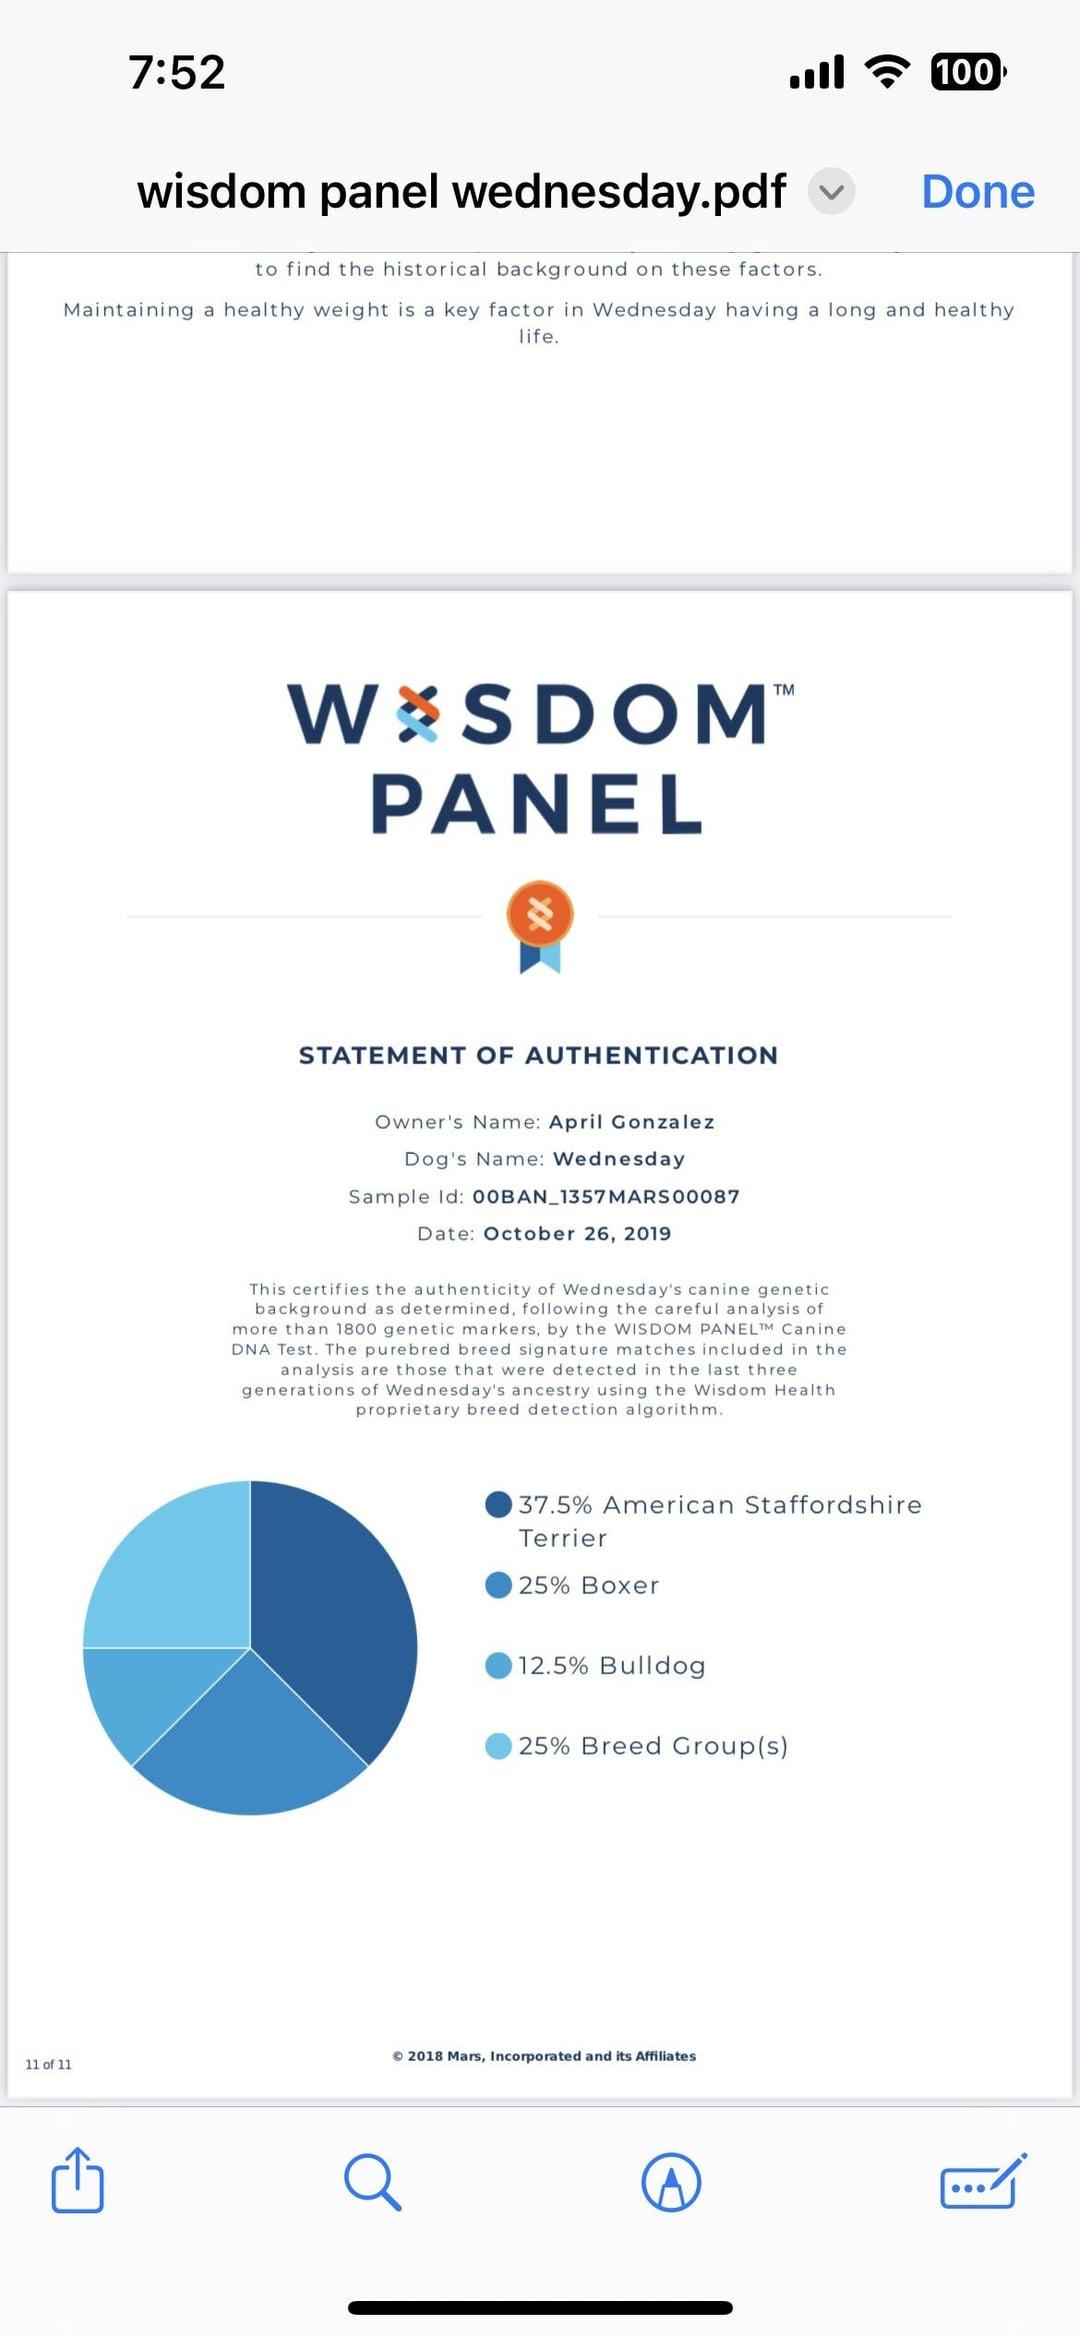 7:52
100
wisdom panel wednesday.pdf
Done
to find the historical background on these factors.
Maintaining a healthy weight is a key factor in Wednesday having a long and healthy
life.
WISDOM™
PANEL
STATEMENT OF AUTHENTICATION
Owner's Name: April Gonzalez
Dog's Name: Wednesday
Sample Id: 00BAN_1357MARS00087
Date: October 26, 2019
This certifies the authenticity of Wednesday's canine genetic
background as determined, following the careful analysis of
more than 1800 genetic markers, by the WISDOM PANEL™ Canine
DNA Test. The purebred breed signature matches included in the
analysis are those that were detected in the last three
generations of Wednesday's ancestry using the Wisdom Health
proprietary breed detection algorithm.
37.5% American Staffordshire
Terrier
25% Boxer
12.5% Bulldog
25% Breed Group(s)
11 of 11
© 2018 Mars, Incorporated and its Affiliates